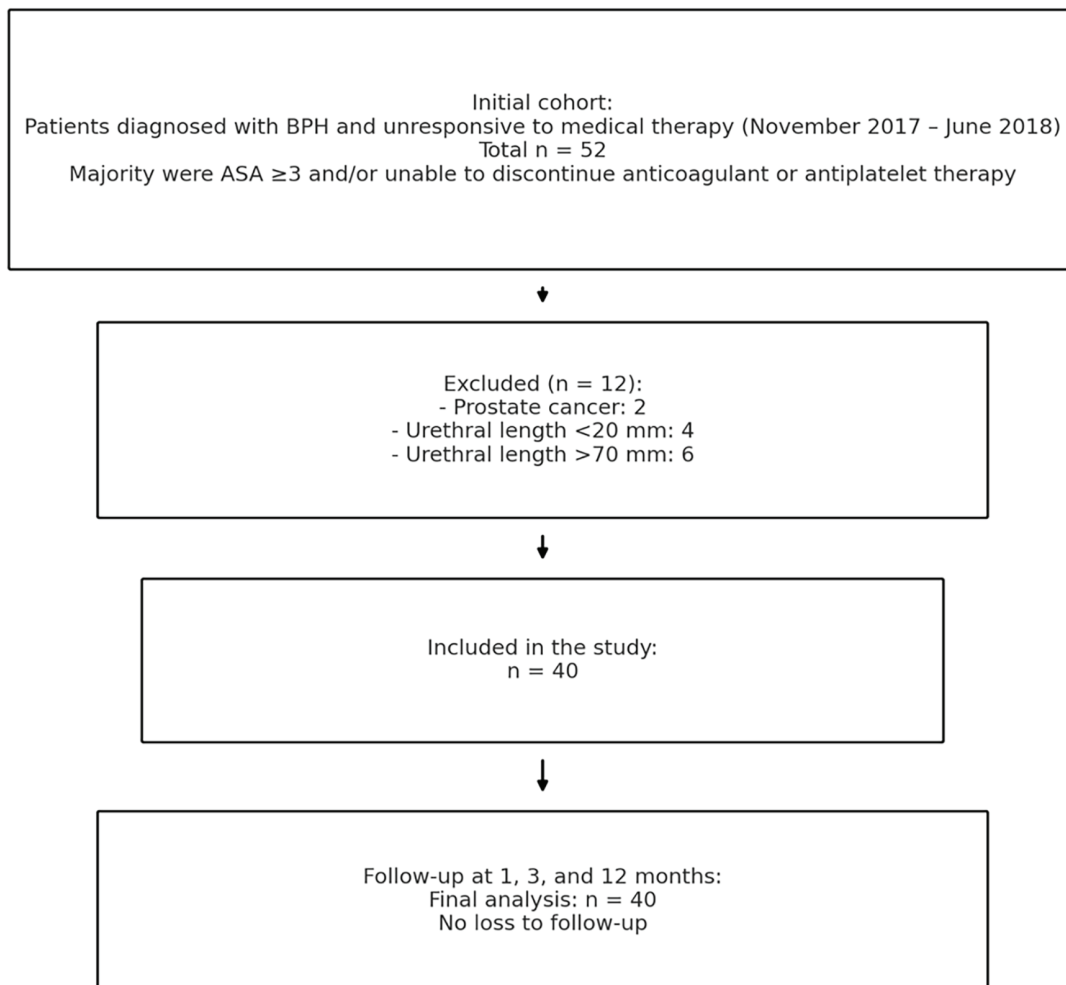 Initial cohort:
Patients diagnosed with BPH and unresponsive to medical therapy (November 2017 – June 2018)
Total n = 52
Majority were ASA ≥3 and/or unable to discontinue anticoagulant or antiplatelet therapy
Excluded (n = 12):
- Prostate cancer: 2
- Urethral length <20 mm: 4
- Urethral length >70 mm: 6
Included in the study:
n = 40
Follow-up at 1, 3, and 12 months:
Final analysis: n = 40
No loss to follow-up